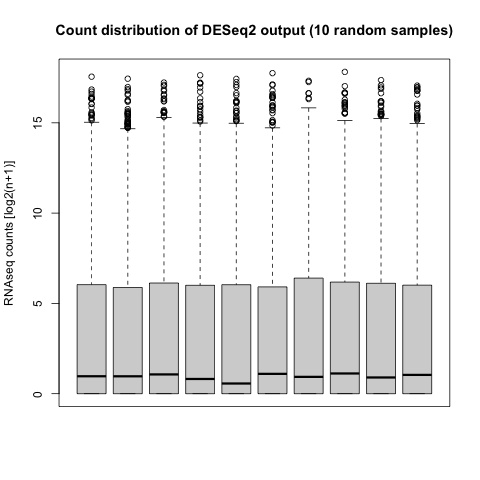 Count distribution of DESeq2 output (10 random samples)
RNAseq counts [log2(n+1)]
15
10
5
0